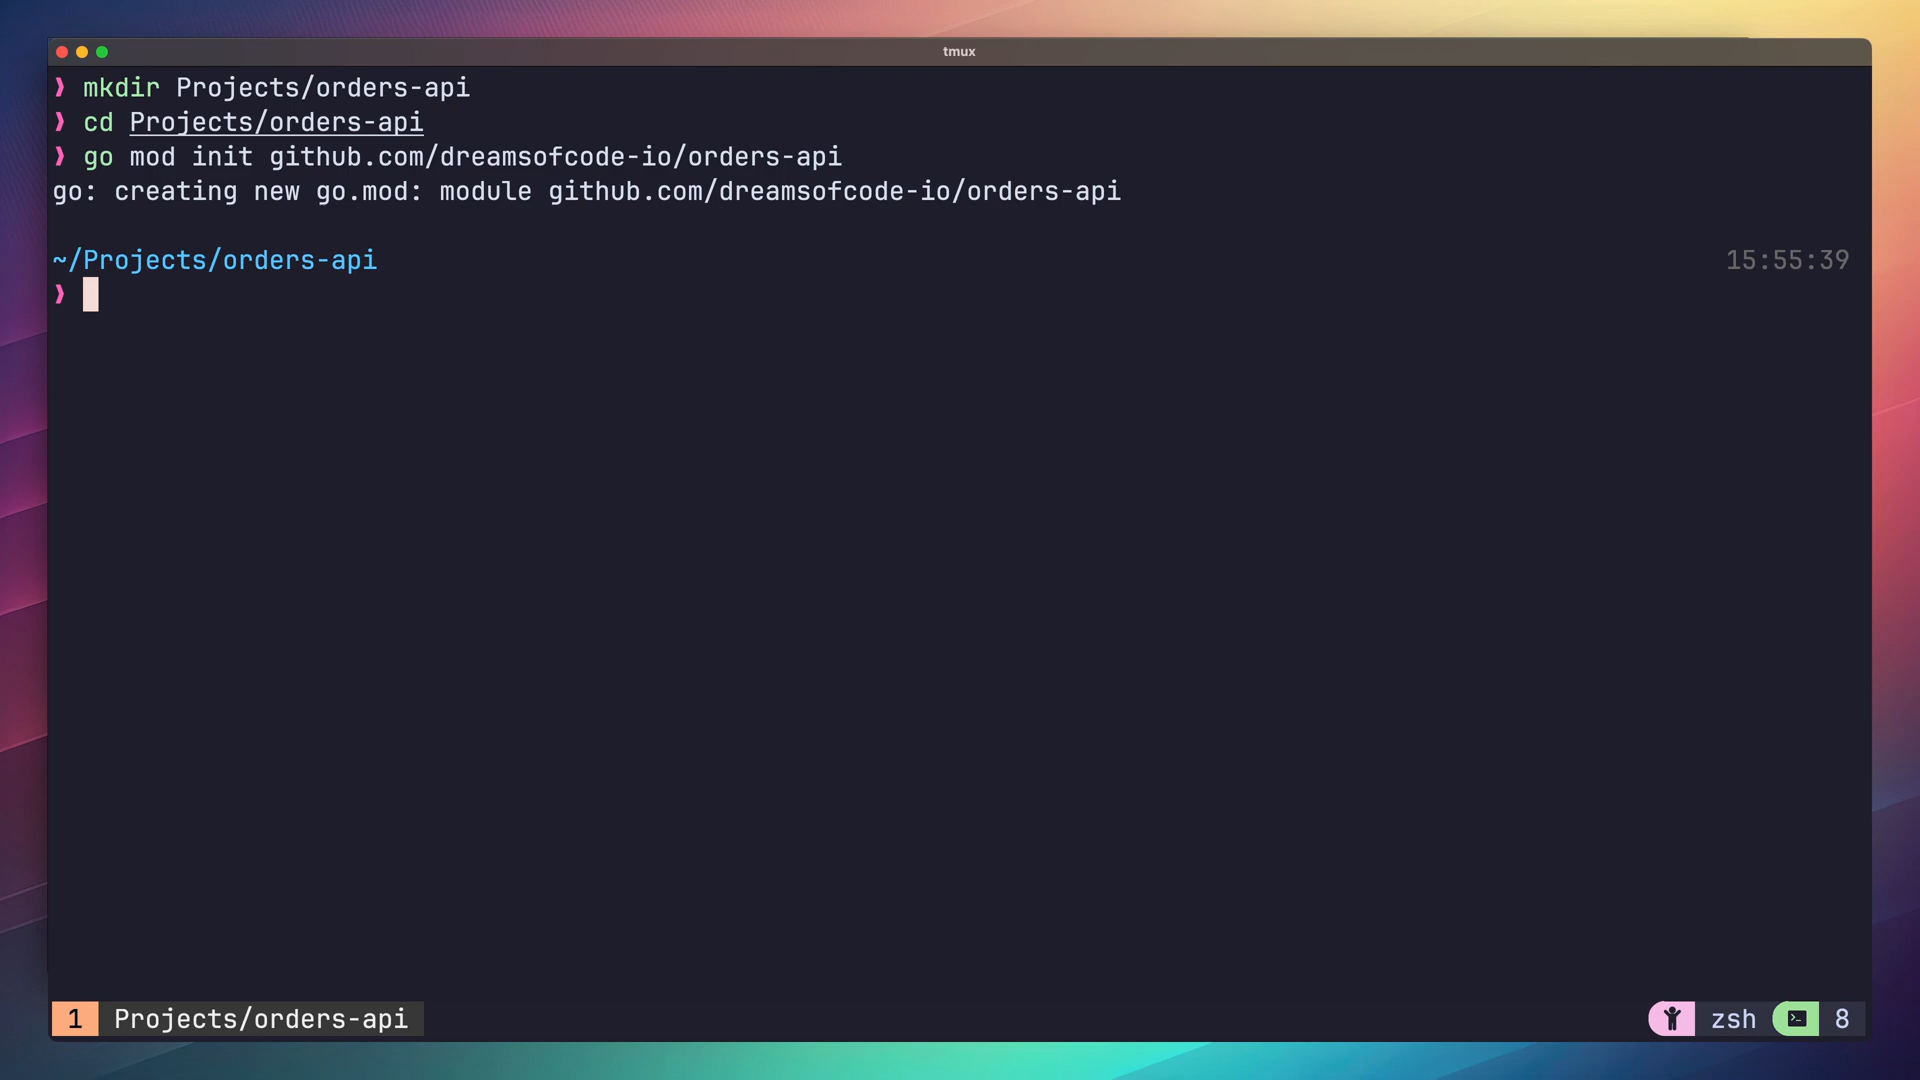 tmux
❯ mkdir Projects/orders-api
❯ cd Projects/orders-api
❯ go mod init github.com/dreamsofcode-io/orders-api
go: creating new go.mod: module github.com/dreamsofcode-io/orders-api
~/Projects/orders-api 15:55:39
❯
1 Projects/orders-api zsh 8